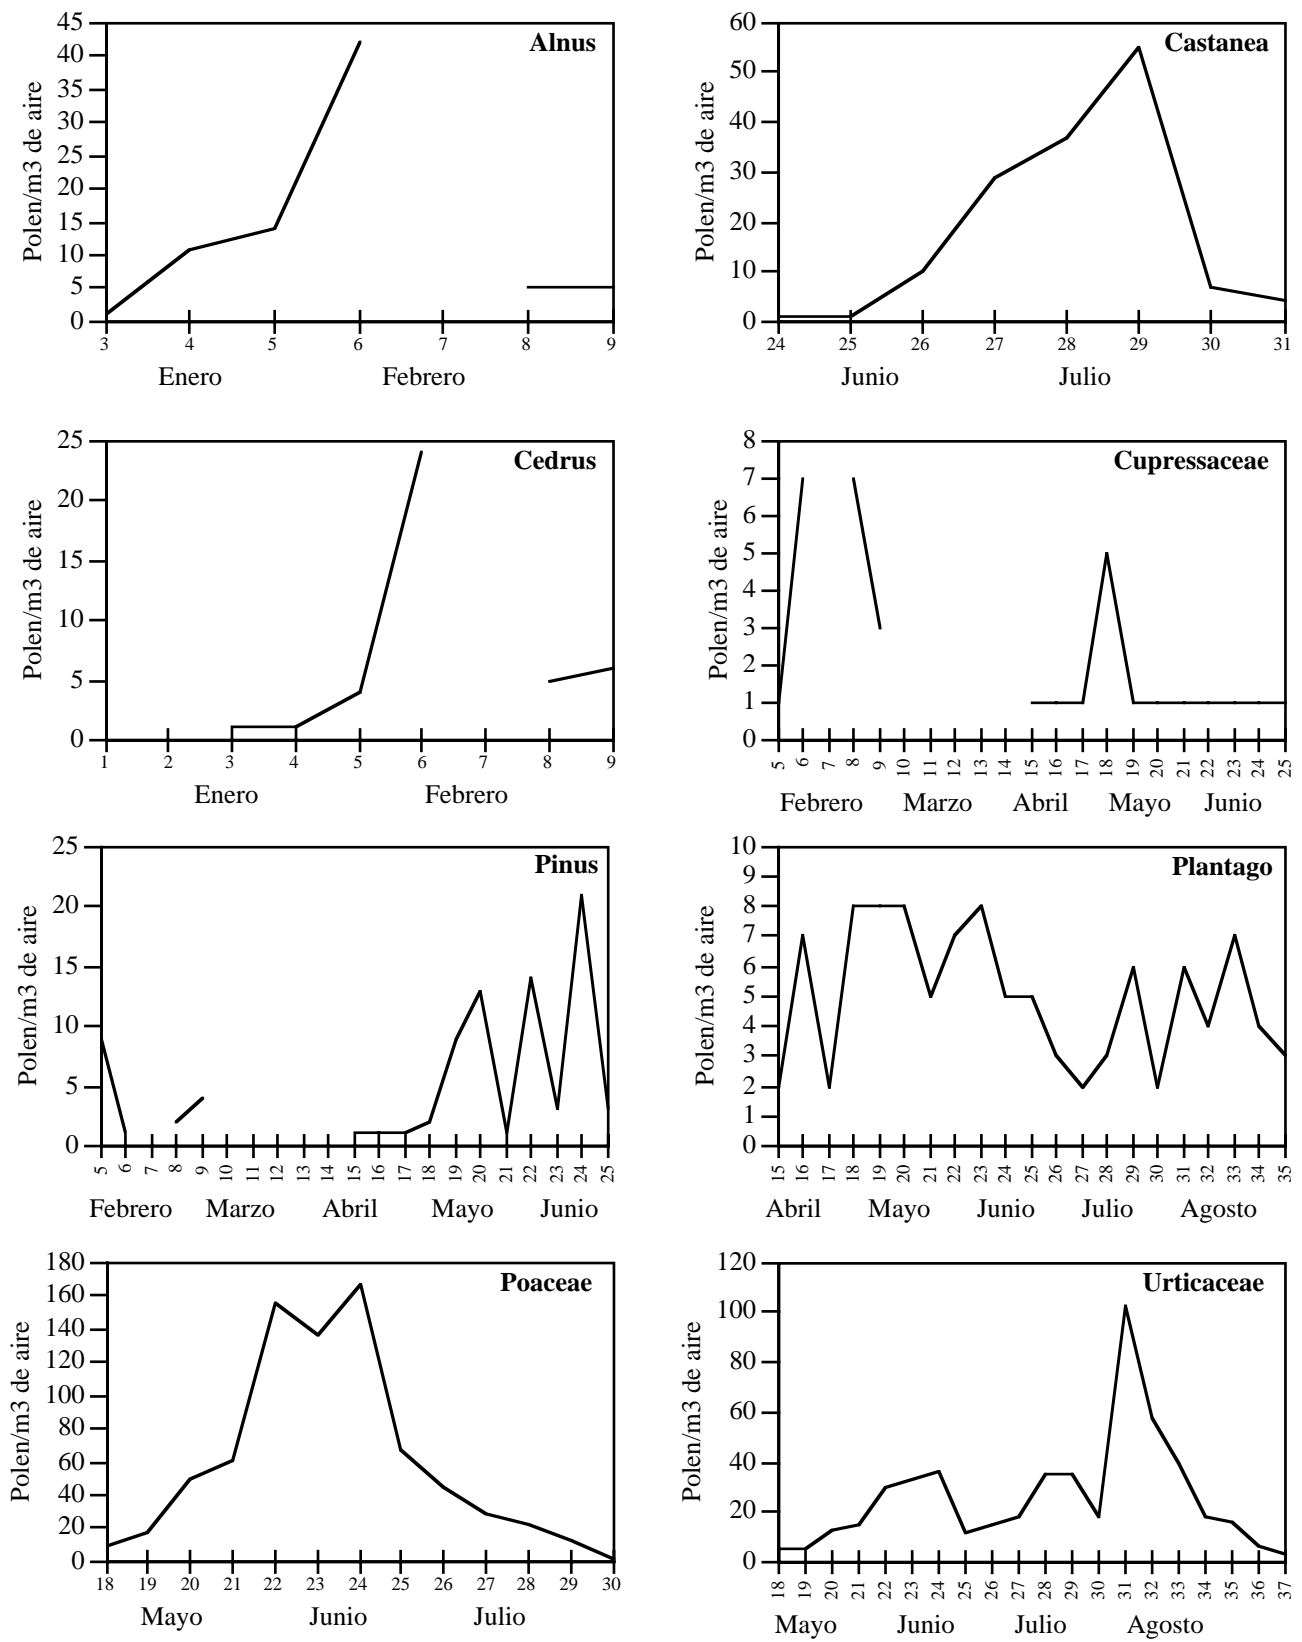 Alnus
Polen/m3 de aire
45
40
35
30
25
20
15
10
5
0
3 4 5 6 7 8 9
Enero Febrero
Castanea
Polen/m3 de aire
60
50
40
30
20
10
0
24 25 26 27 28 29 30 31
Junio Julio
Cedrus
Polen/m3 de aire
25
20
15
10
5
0
1 2 3 4 5 6 7 8 9
Enero Febrero
Cupressaceae
Polen/m3 de aire
8
7
6
5
4
3
2
1
0
5 6 7 8 9 10 11 12 13 14 15 16 17 18 19 20 21 22 23 24 25
Febrero Marzo Abril Mayo Junio
Pinus
Polen/m3 de aire
25
20
15
10
5
0
5 6 7 8 9 10 11 12 13 14 15 16 17 18 19 20 21 22 23 24 25
Febrero Marzo Abril Mayo Junio
Plantago
Polen/m3 de aire
10
9
8
7
6
5
4
3
2
1
0
15 16 17 18 19 20 21 22 23 24 25 26 27 28 29 30 31 32 33 34 35
Abril Mayo Junio Julio Agosto
Poaceae
Polen/m3 de aire
180
160
140
120
100
80
60
40
20
0
18 19 20 21 22 23 24 25 26 27 28 29 30
Mayo Junio Julio
Urticaceae
Polen/m3 de aire
120
100
80
60
40
20
0
18 19 20 21 22 23 24 25 26 27 28 29 30 31 32 33 34 35 36 37
Mayo Junio Julio Agosto